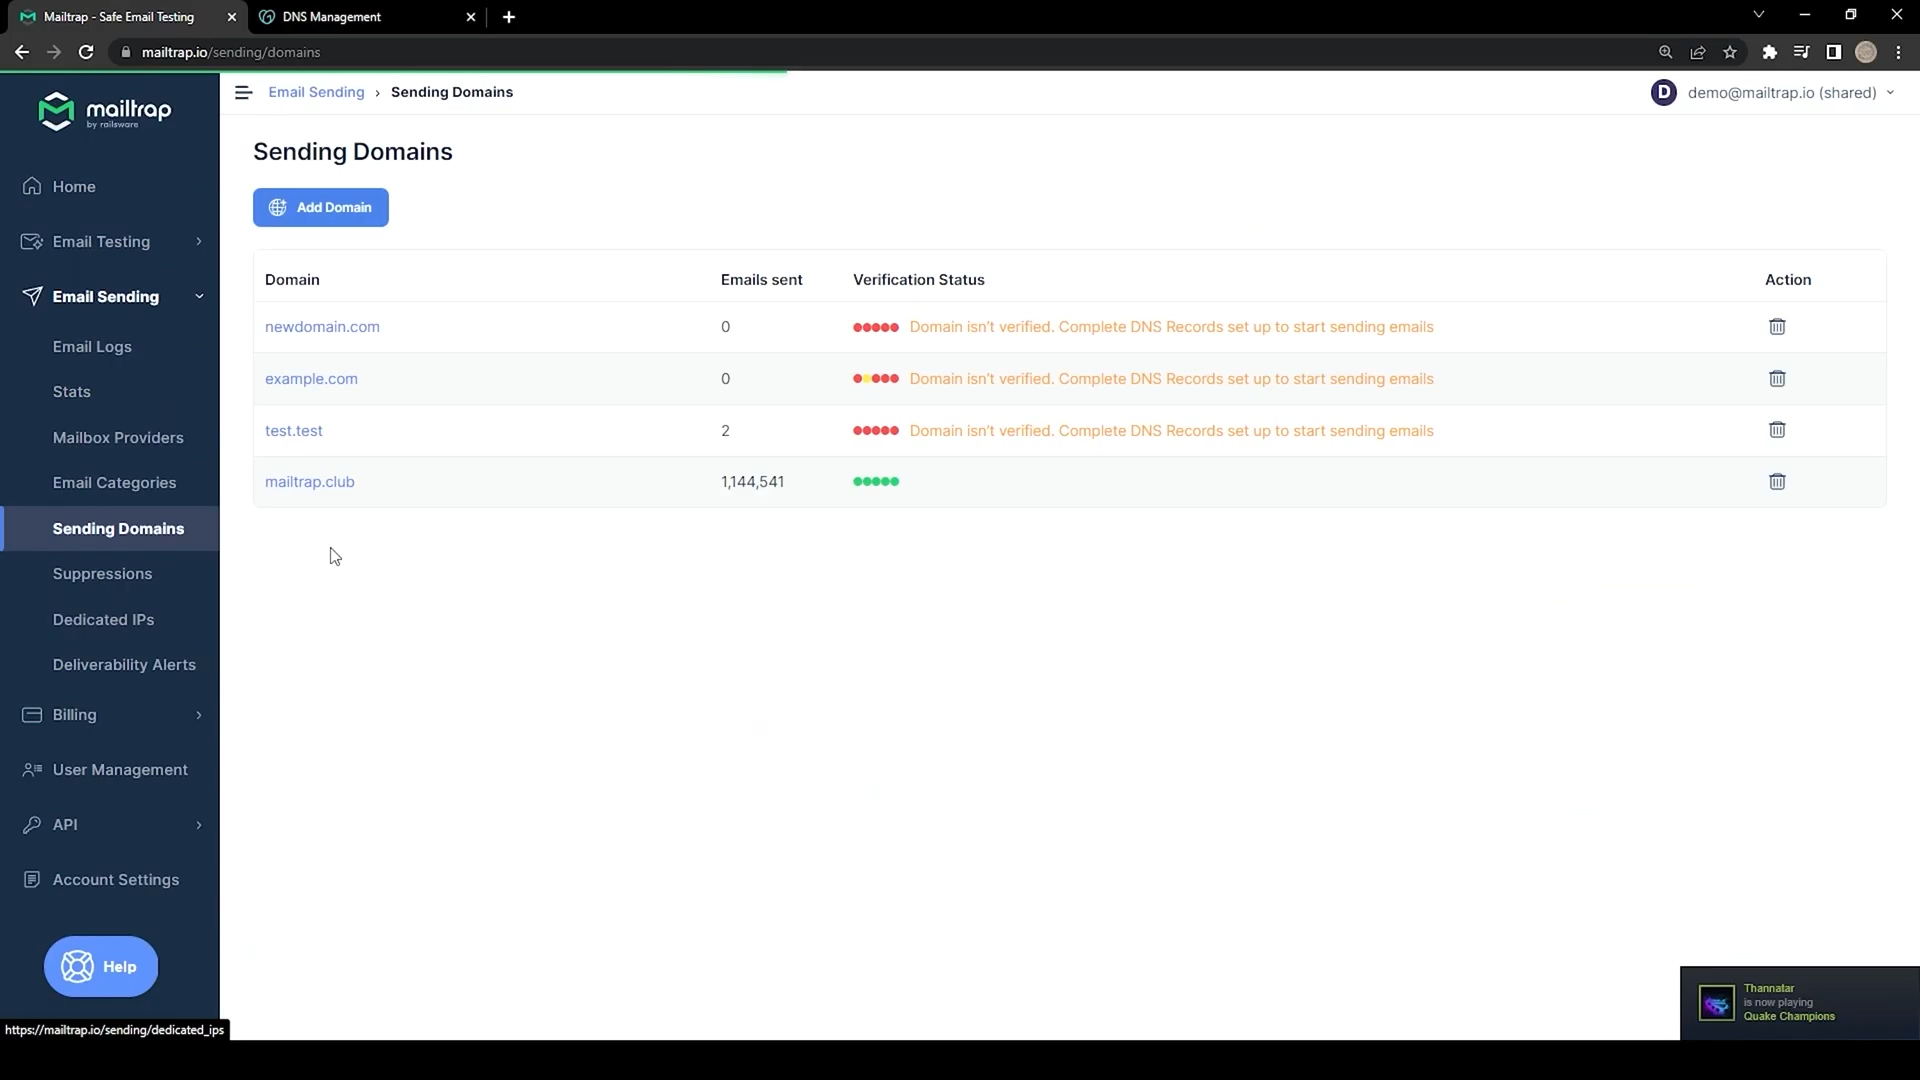 Mailtrap - Safe Email Testing
DNS Management
mailtrap.io/sending/domains
mailtrap
by railsware
Email Sending › Sending Domains
D demo@mailtrap.io (shared)
Home
Email Testing
Email Sending
Email Logs
Stats
Mailbox Providers
Email Categories
Sending Domains
Suppressions
Dedicated IPs
Deliverability Alerts
Billing
User Management
API
Account Settings
Help
https://mailtrap.io/sending/dedicated_ips
Sending Domains
Add Domain
Domain Emails sent Verification Status Action
newdomain.com 0 Domain isn't verified. Complete DNS Records set up to start sending emails
example.com 0 Domain isn't verified. Complete DNS Records set up to start sending emails
test.test 2 Domain isn't verified. Complete DNS Records set up to start sending emails
mailtrap.club 1,144,541
Thannatar
is now playing
Quake Champions